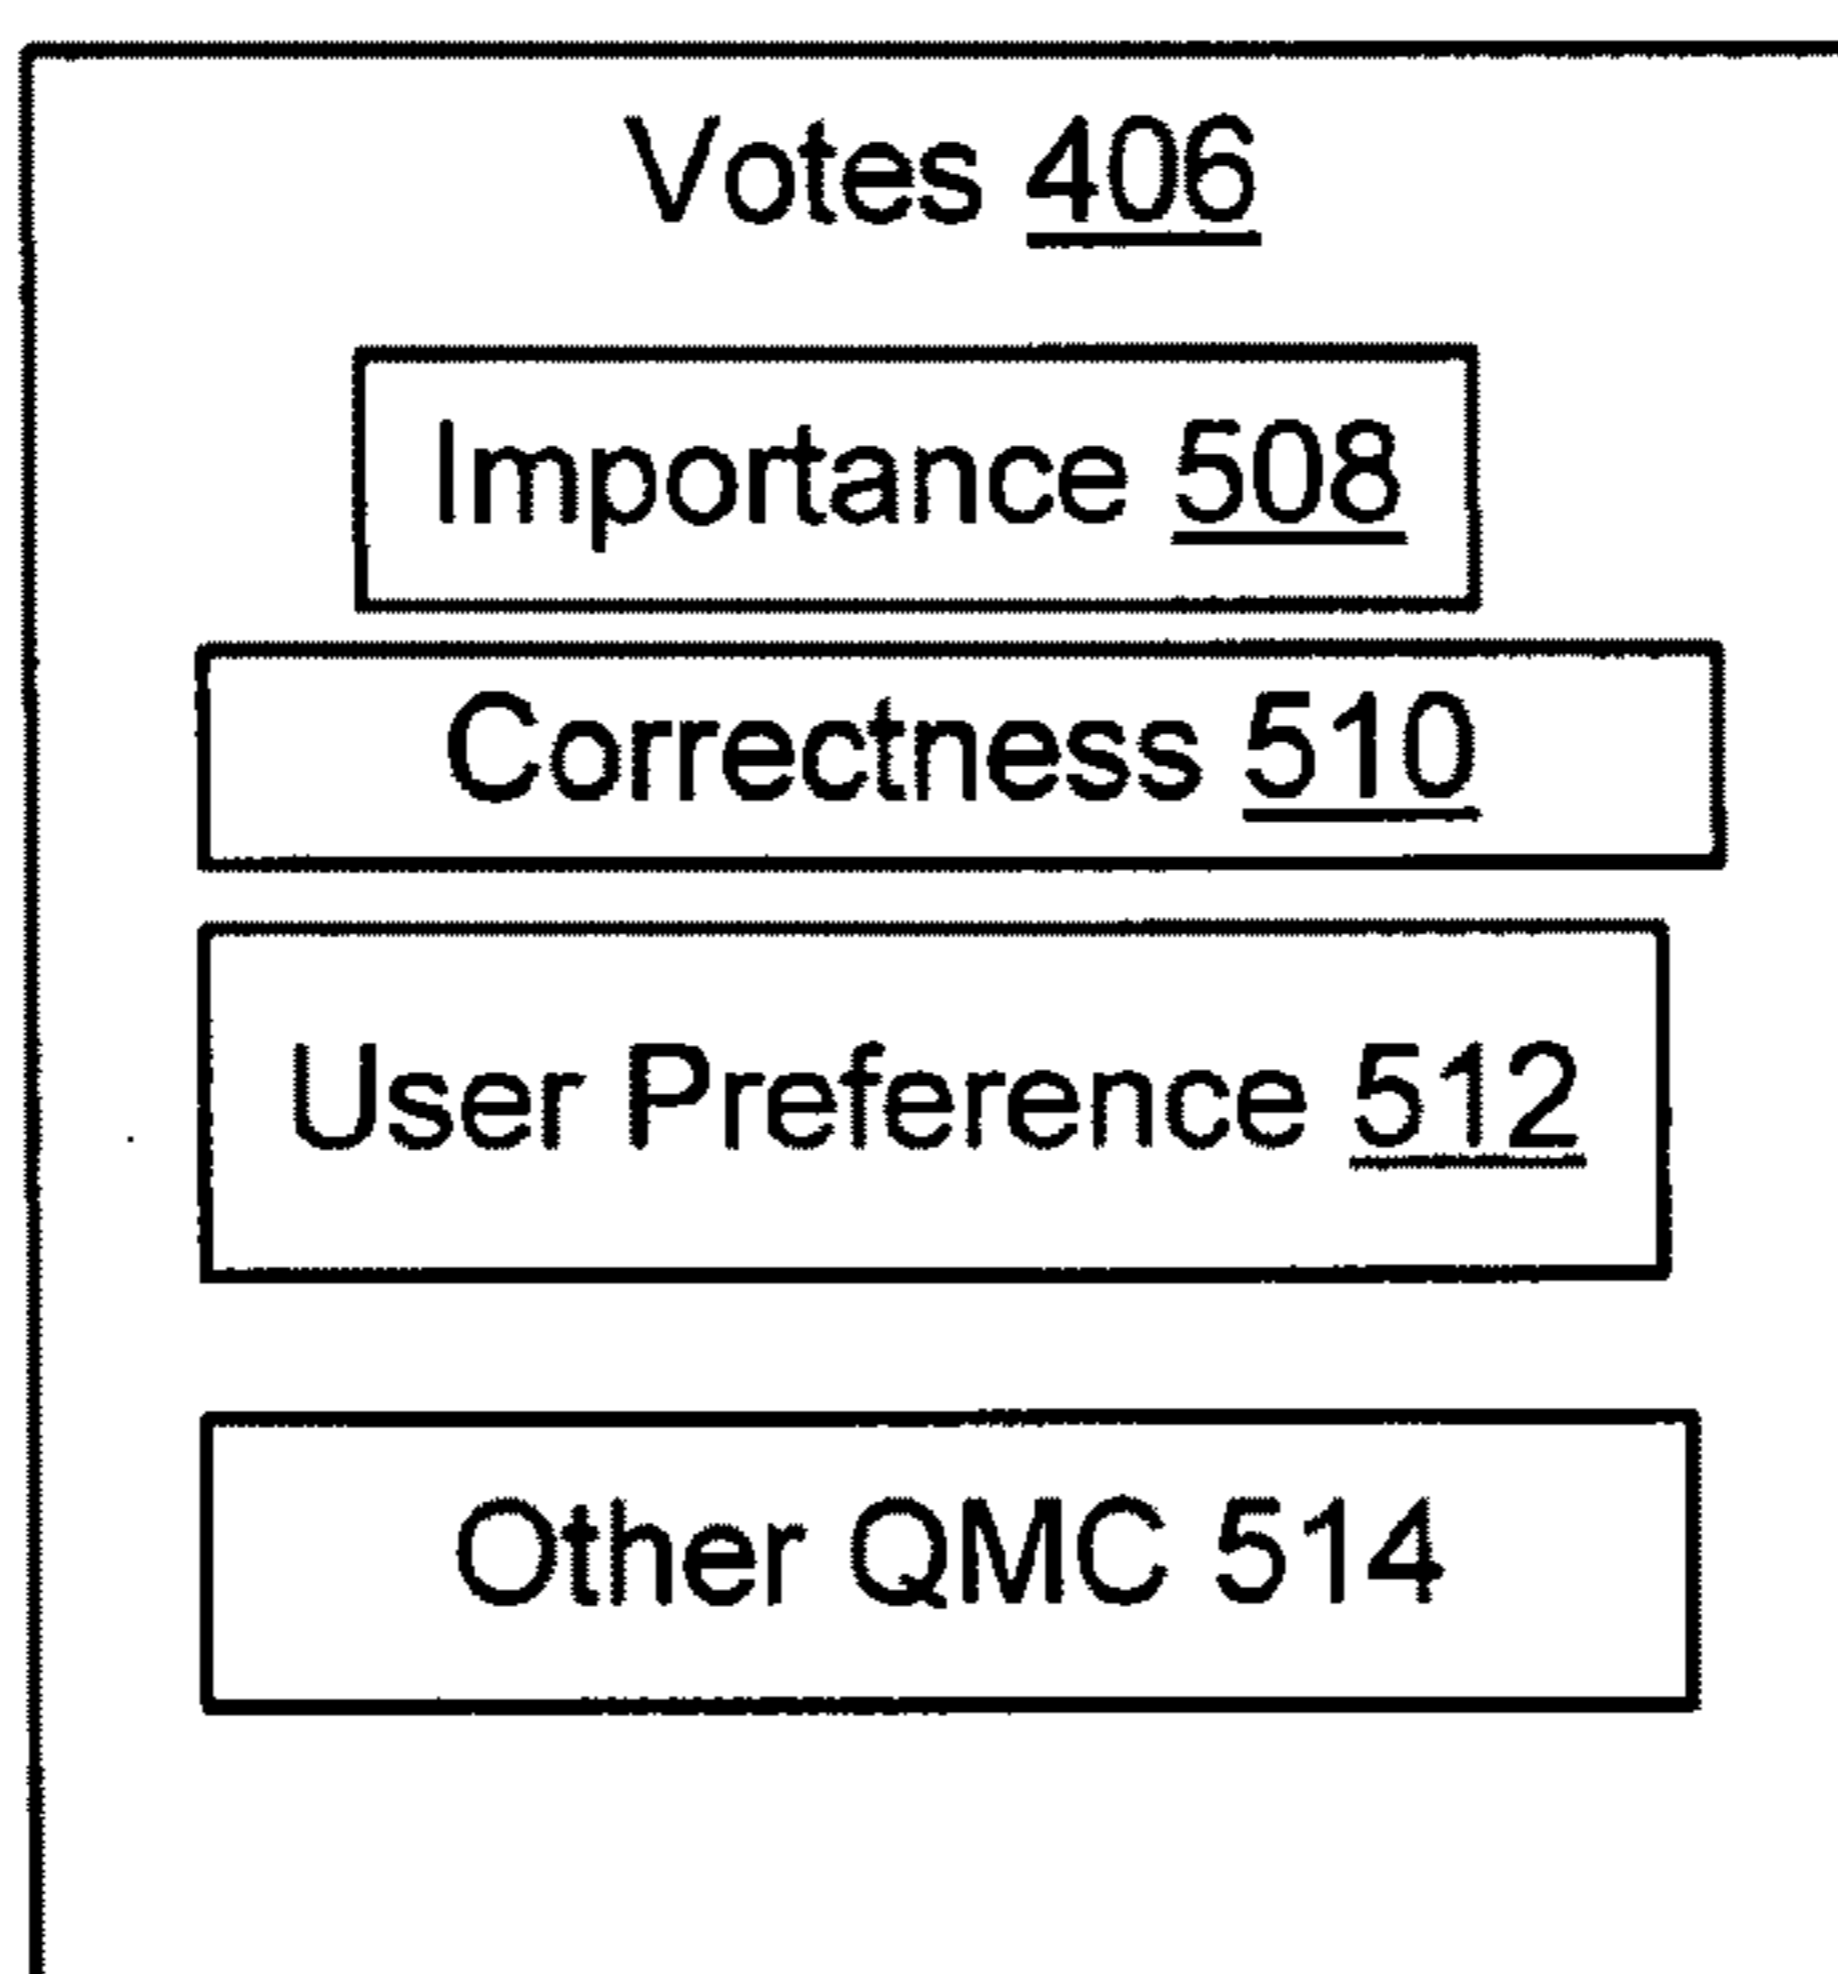 Votes 406
Importance 508
Correctness 510
User Preference 512
Other QMC 514